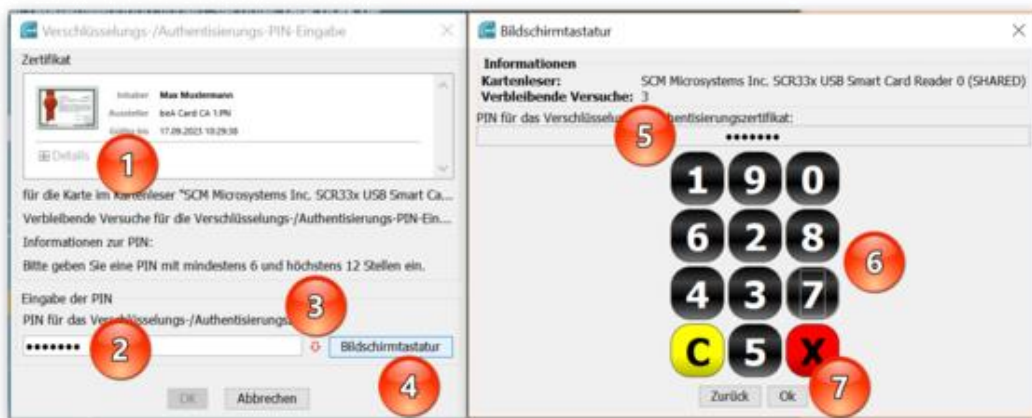 Verschlüsselungs-/Authentisierungs-PIN-Eingabe
Zertifikat
Inhaber Max Mustermann
Aussteller beA Card CA 1:PN
17.09.2023 10:29:38
Details
1
für die Karte im Kartenleser "SCM Microsystems Inc. SCR33x USB Smart Ca...
Verbleibende Versuche für die Verschlüsselungs-/Authentisierungs-PIN-Ein...
Informationen zur PIN:
Bitte geben Sie eine PIN mit mindestens 6 und höchstens 12 Stellen ein.
Eingabe der PIN
3
PIN für das Verschlüsselungs-/Authentisierungsz
2
Bildschirmtastatur
4
OK Abbrechen
Bildschirmtastatur
Informationen
Kartenleser: SCM Microsystems Inc. SCR33x USB Smart Card Reader 0 (SHARED)
Verbleibende Versuche: 3
PIN für das Verschlüsselun thentisierungszertifikat:
5
1 9 0
6 2 8
6
4 3 7
C 5 X
7
Zurück Ok